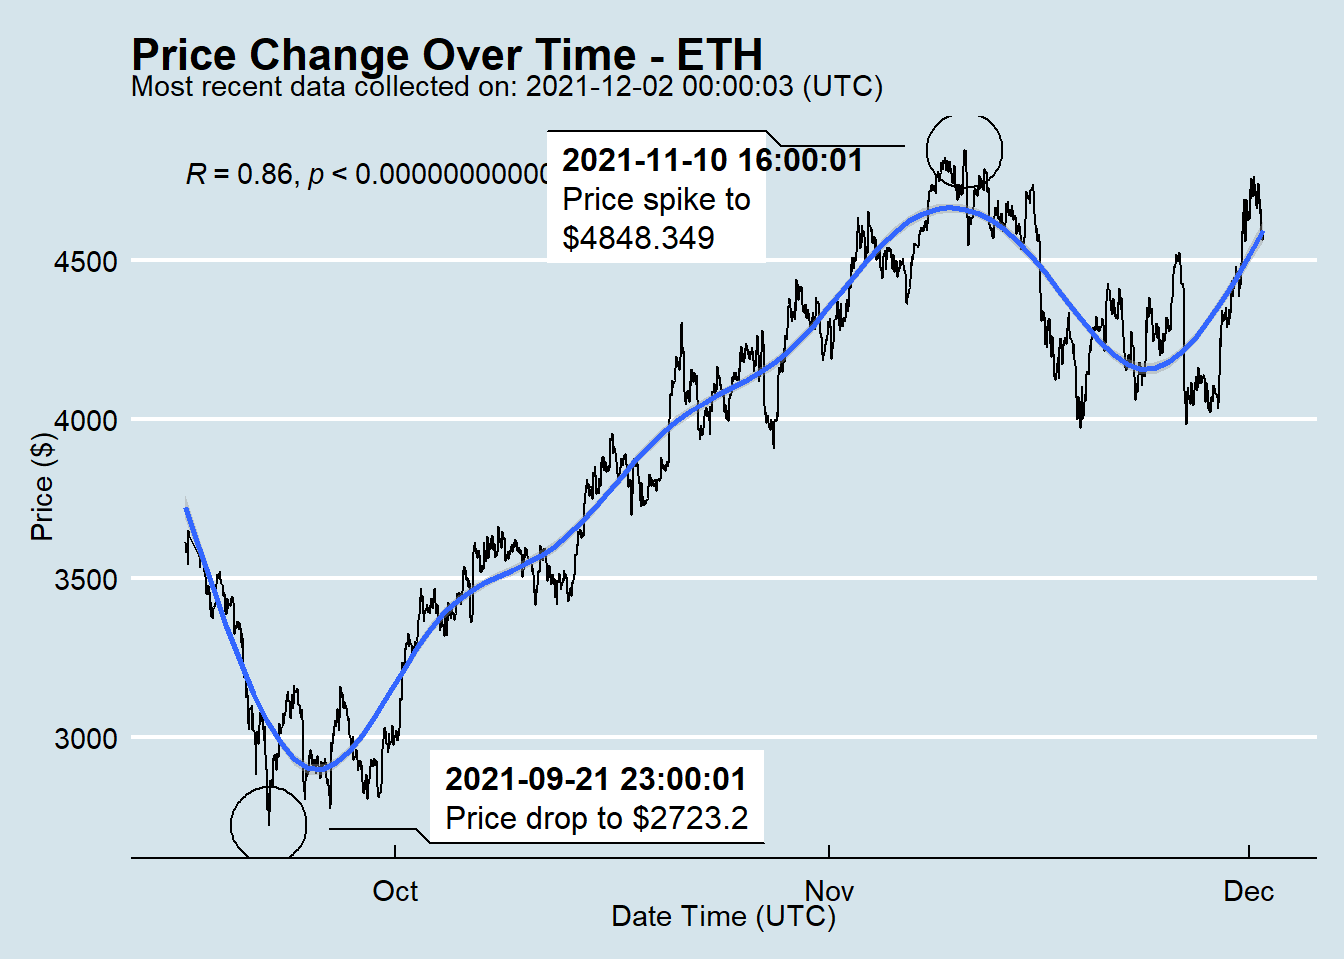 Price Change Over Time - ETH
Most recent data collected on: 2021-12-02 00:00:03 (UTC)
R = 0.86, p < 0.00000000000
2021-11-10 16:00:01
Price spike to
$4848.349
4500
4000
3500
3000
Price ($)
2021-09-21 23:00:01
Price drop to $2723.2
Oct
Nov
Dec
Date Time (UTC)